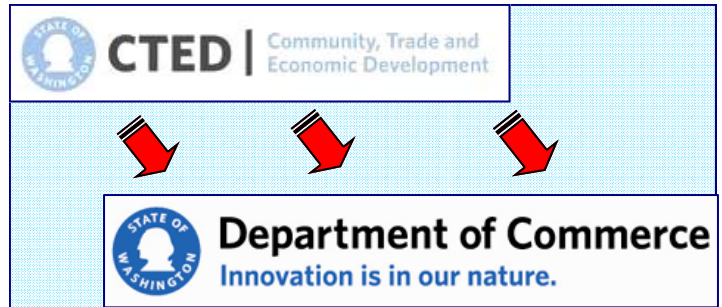 STATE OF WASHINGTON
CTED | Community, Trade and
Economic Development
STATE OF WASHINGTON
Department of Commerce
Innovation is in our nature.